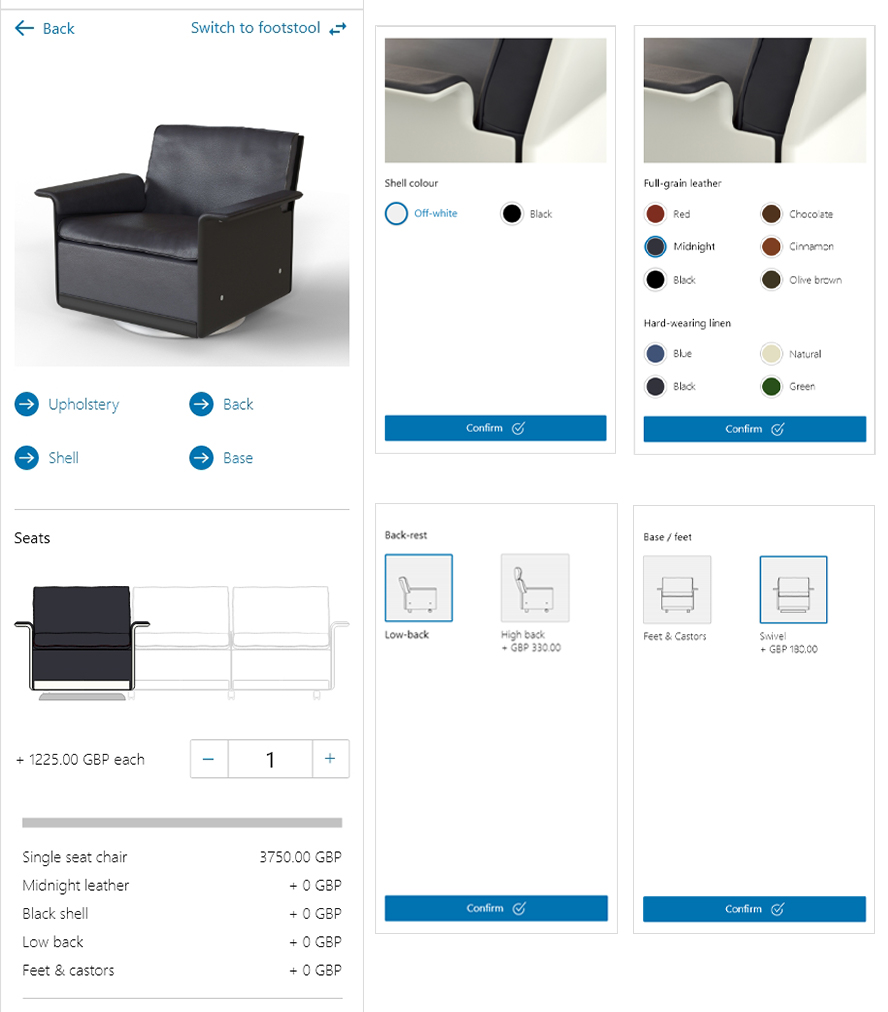 Back
Switch to footstool
Upholstery
Back
Shell
Base
Seats
+ 1225.00 GBP each
− 1 +
Single seat chair 3750.00 GBP
Midnight leather + 0 GBP
Black shell + 0 GBP
Low back + 0 GBP
Feet & castors + 0 GBP
Shell colour
Off-white
Black
Confirm
Full-grain leather
Red
Chocolate
Midnight
Cinnamon
Black
Olive brown
Hard-wearing linen
Blue
Natural
Black
Green
Confirm
Back-rest
Low-back
High back
+ GBP 330.00
Confirm
Base / feet
Feet & Castors
Swivel
+ GBP 180.00
Confirm